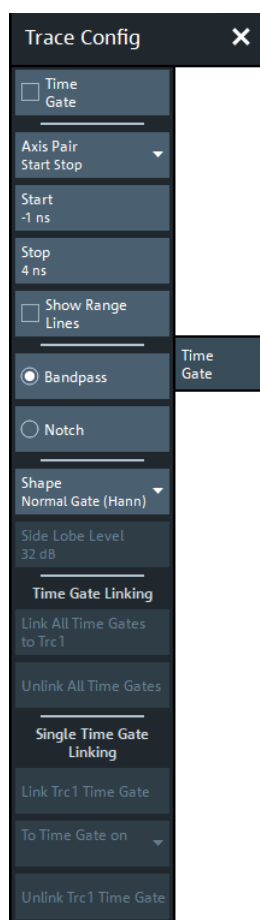 Trace Config
Time
Gate
Axis Pair
Start Stop
Start
-1 ns
Stop
4 ns
Show Range
Lines
Bandpass
Time
Gate
Notch
Shape
Normal Gate (Hann)
Side Lobe Level
32 dB
Time Gate Linking
Link All Time Gates
to Trc1
Unlink All Time Gates
Single Time Gate
Linking
Link Trc1 Time Gate
To Time Gate on
Unlink Trc1 Time Gate